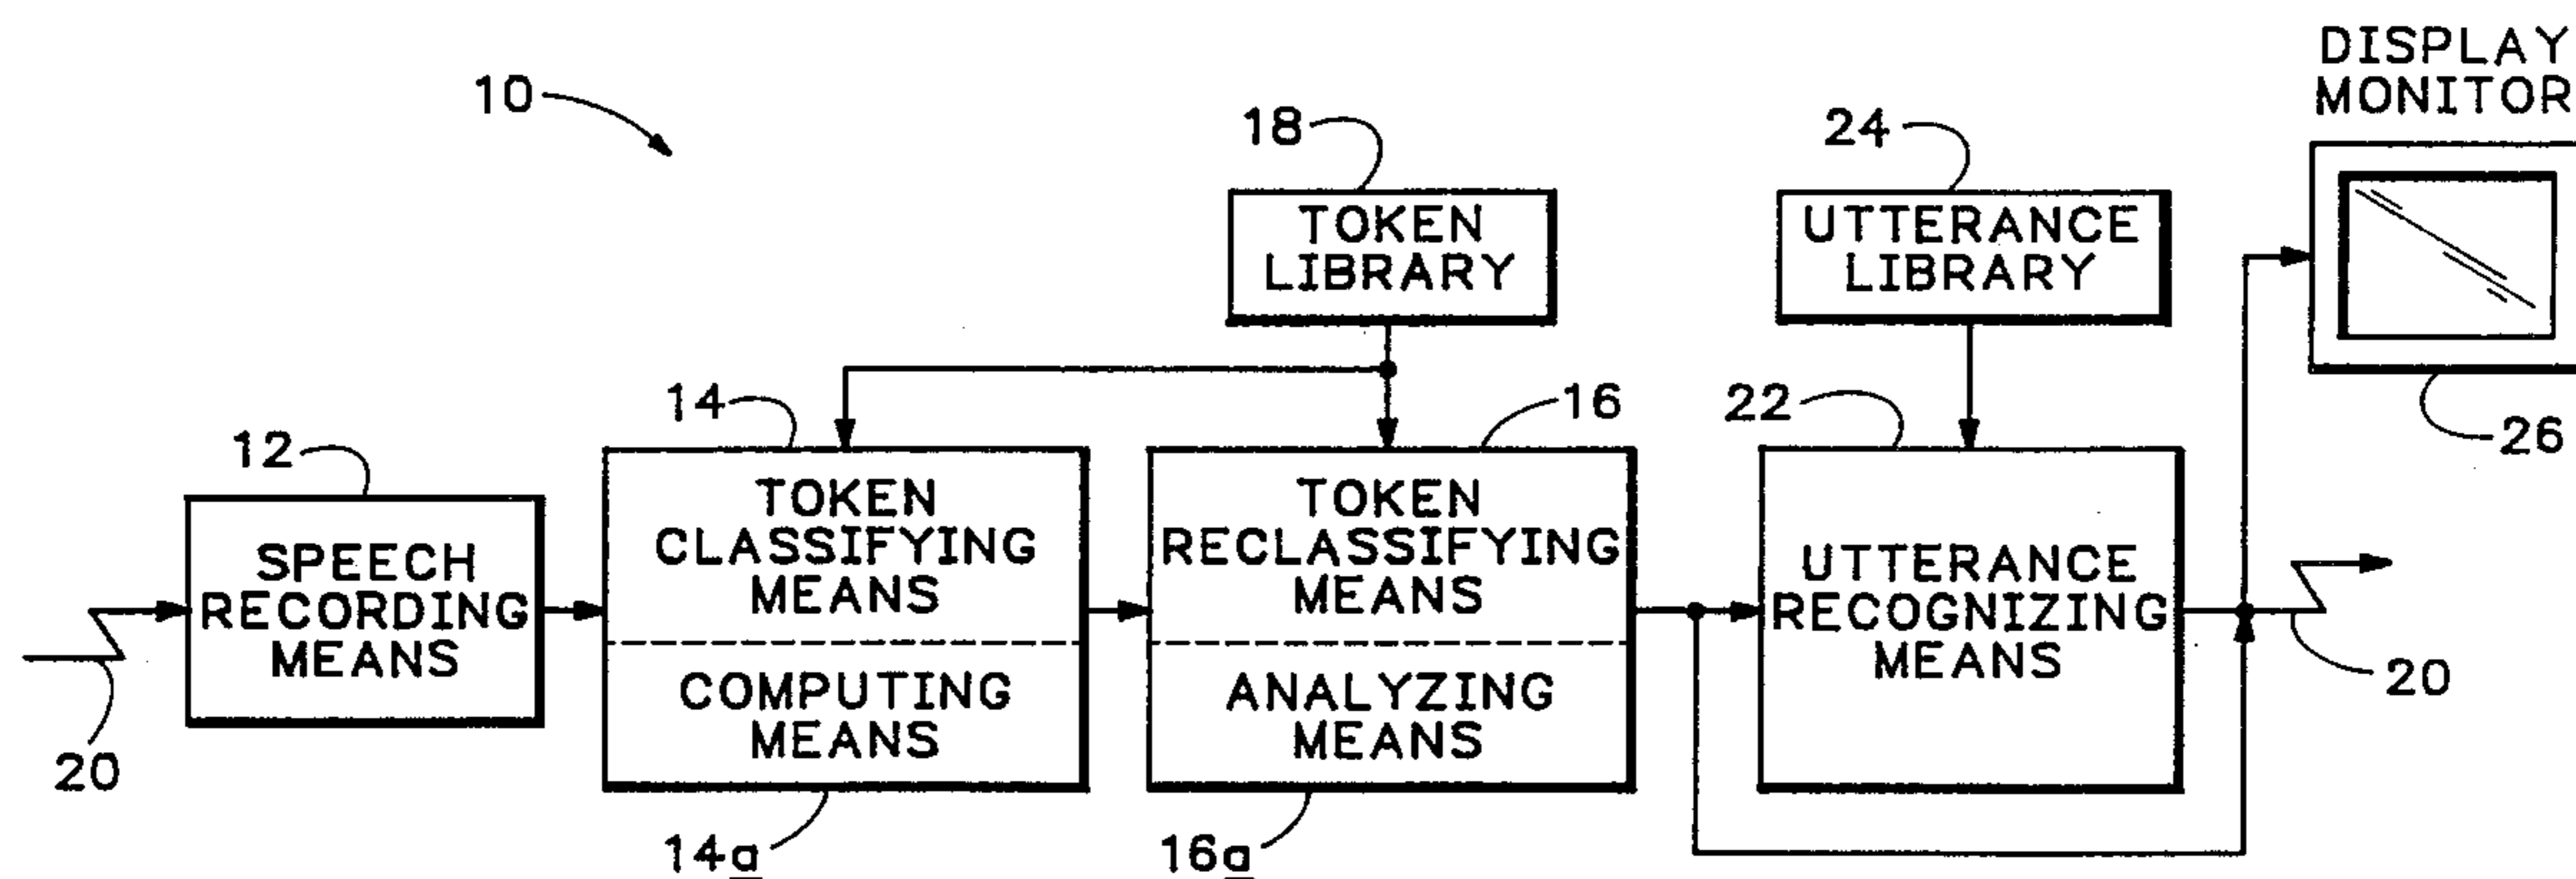 DISPLAY
MONITOR
10
18
24
TOKEN
LIBRARY
UTTERANCE
LIBRARY
14
16
22
26
12
TOKEN
CLASSIFYING
MEANS
TOKEN
RECLASSIFYING
MEANS
SPEECH
RECORDING
MEANS
UTTERANCE
RECOGNIZING
MEANS
COMPUTING
MEANS
ANALYZING
MEANS
20
20
14a
16a